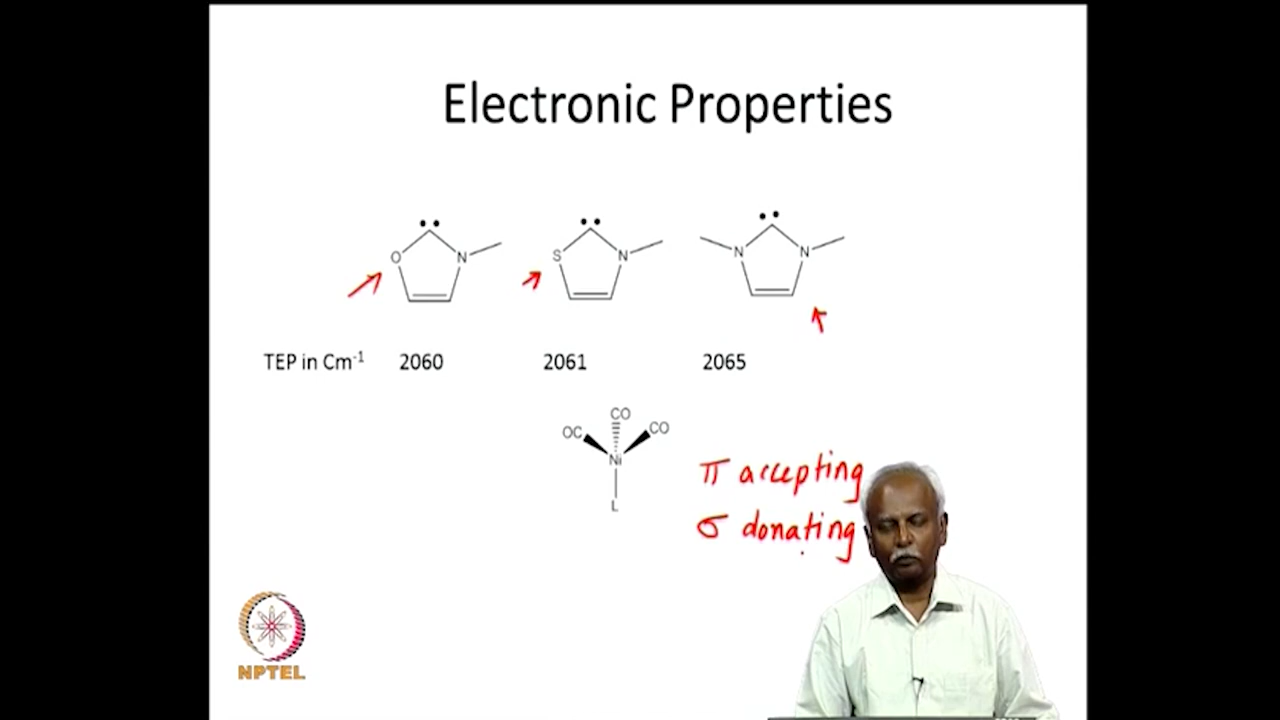 Electronic Properties
O N S N N N
TEP in Cm-1 2060 2061 2065
CO
OC CO
Ni
L
π accepting
σ donating
NPTEL